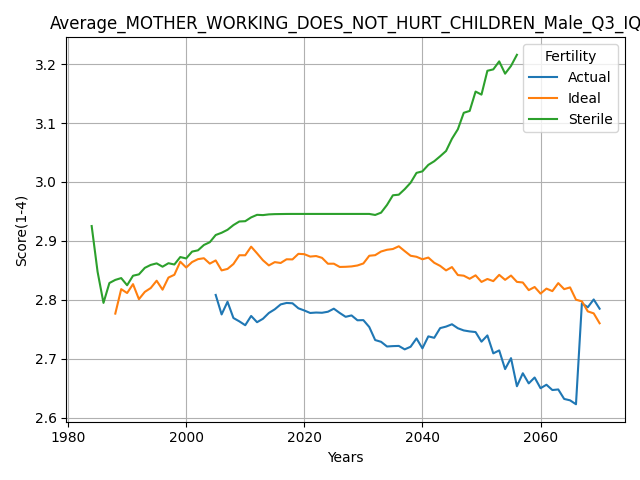 Average_MOTHER_WORKING_DOES_NOT_HURT_CHILDREN_Male_Q3_IQ
Fertility
Actual
Ideal
Sterile
Score(1-4)
3.2
3.1
3.0
2.9
2.8
2.7
2.6
1980
2000
2020
2040
2060
Years